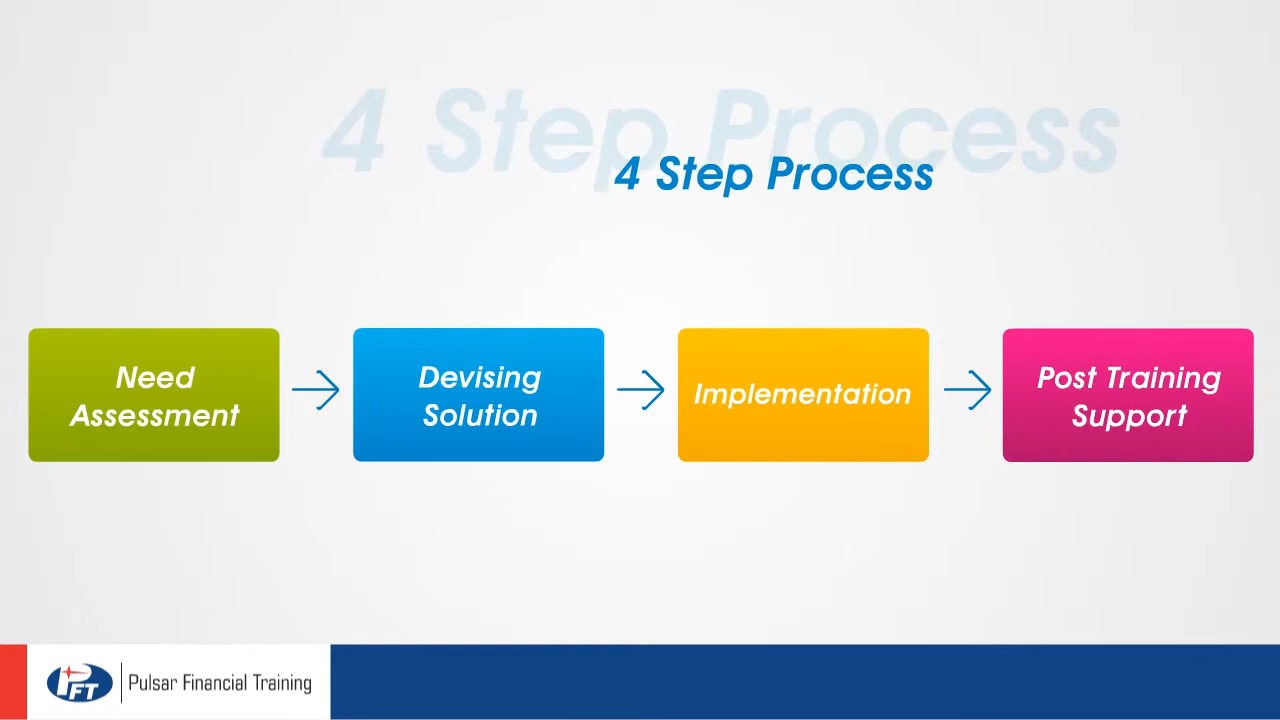 4 Step Process
4 Step Process
Need
Assessment
Devising
Solution
Implementation
Post Training
Support
PFT
Pulsar Financial Training